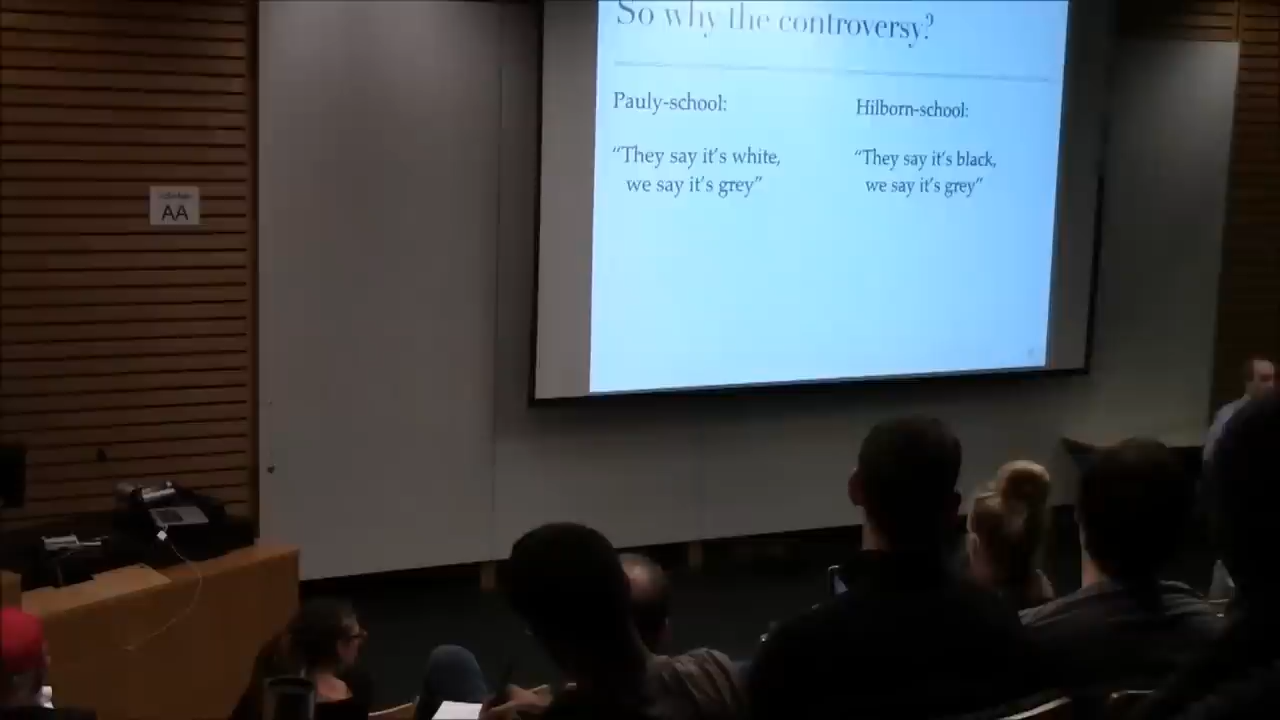 So why the controversy?
Pauly-school:
"They say it's white,
we say it's grey"
Hilborn-school:
"They say it's black,
we say it's grey"
AA